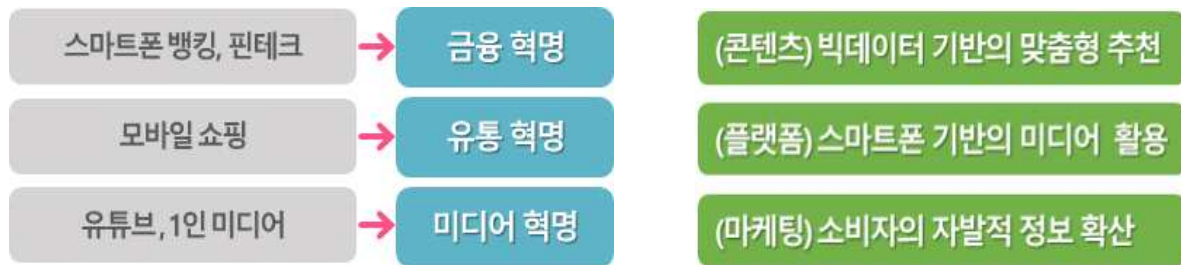 스마트폰 뱅킹, 핀테크 → 금융 혁명
(콘텐츠) 빅데이터 기반의 맞춤형 추천
모바일 쇼핑 → 유통 혁명
(플랫폼) 스마트폰 기반의 미디어 활용
유튜브, 1인 미디어 → 미디어 혁명
(마케팅) 소비자의 자발적 정보 확산